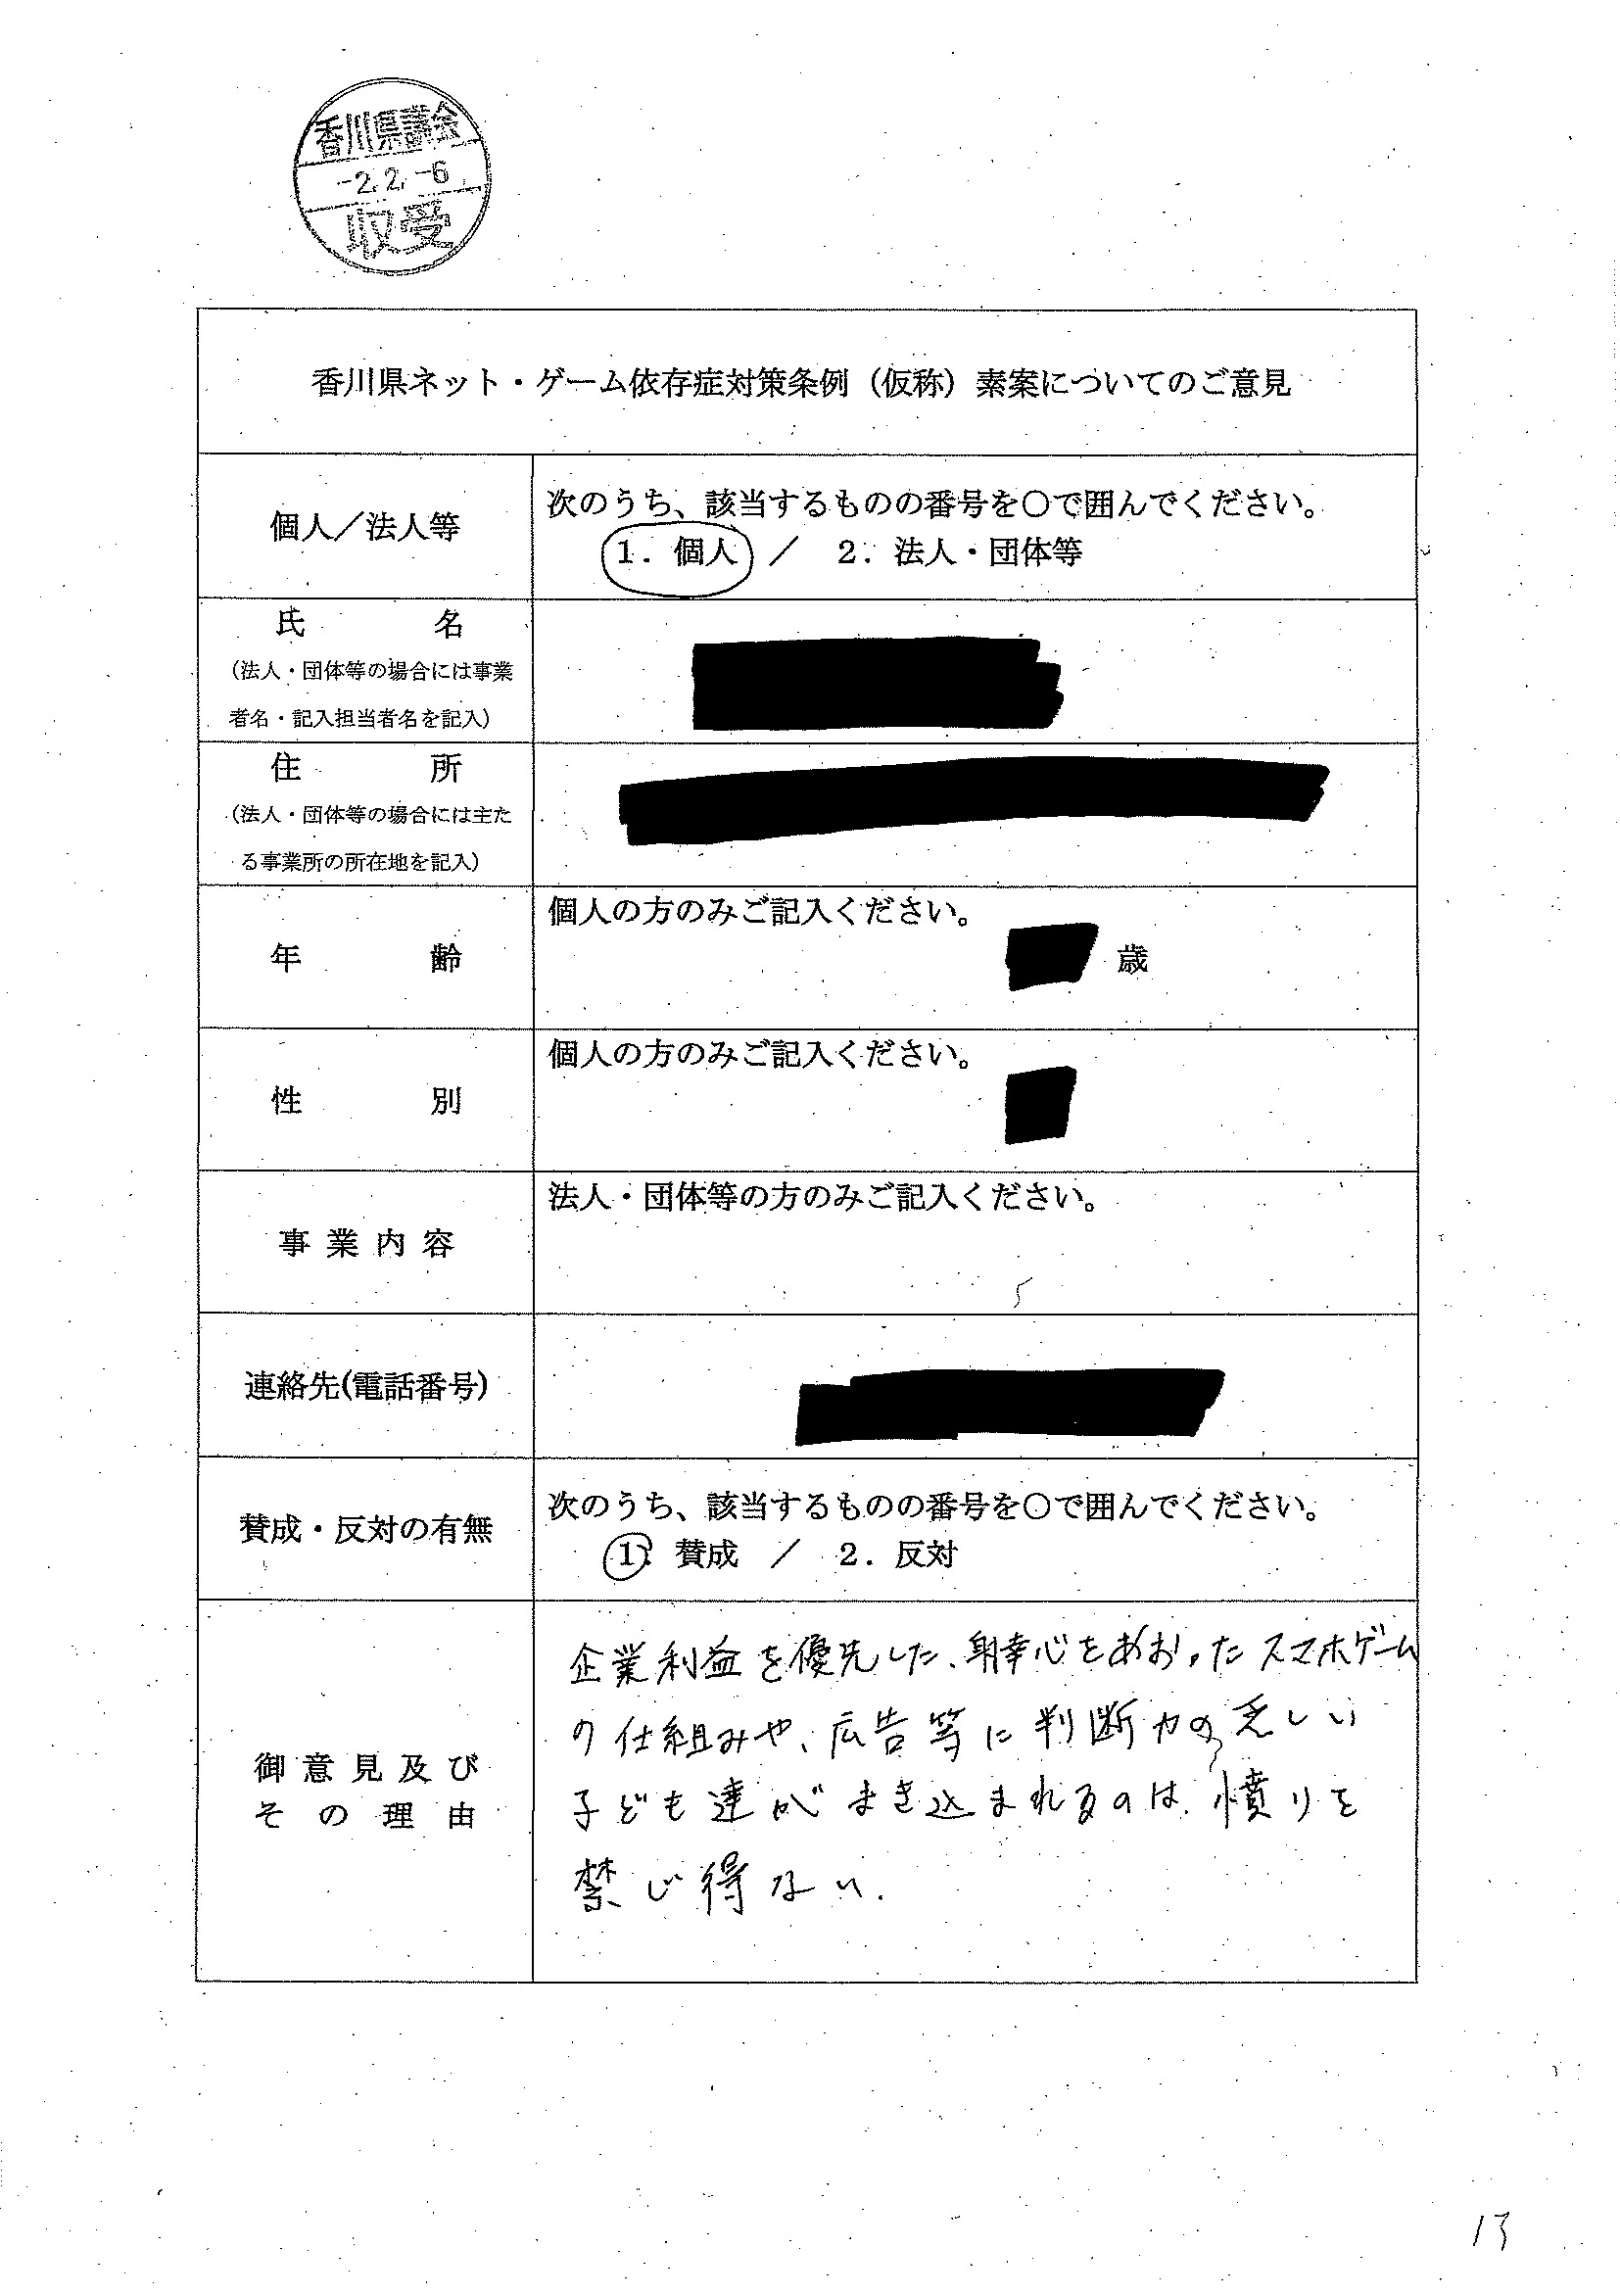 香川県議会
-2.2.-6
収受
香川県ネット・ゲーム依存症対策条例（仮称）素案についてのご意見
個人／法人等
次のうち、該当するものの番号を○で囲んでください。
1．個人　／　2．法人・団体等
氏　　　　名
（法人・団体等の場合には事業
者名・記入担当者名を記入）
住　　　　所
（法人・団体等の場合には主た
る事業所の所在地を記入）
年　　　　齢
個人の方のみご記入ください。
歳
性　　　　別
個人の方のみご記入ください。
事 業 内 容
法人・団体等の方のみご記入ください。
連絡先(電話番号)
賛成・反対の有無
次のうち、該当するものの番号を○で囲んでください。
1．賛成　／　2．反対
御 意 見 及 び
そ の 理 由
企業利益を優先した、射幸心をあおったスマホゲーム
の仕組みや、広告等に判断力の乏しい
子ども達がまき込まれるのは、憤りを
禁じ得ない.
13